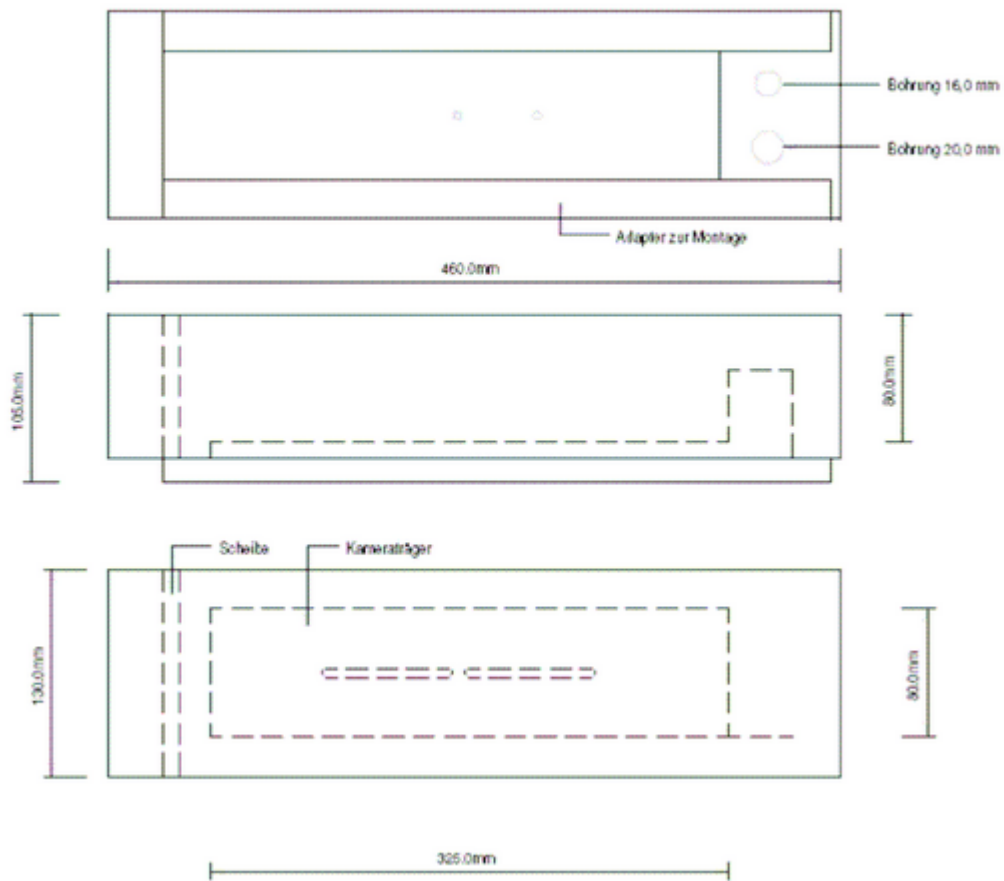 Bohrung 16,0 mm
Bohrung 20,0 mm
Adapter zur Montage
460.0mm
105.0mm
80.0mm
Scheibe
Kameraträger
130.0mm
80.0mm
325.0mm